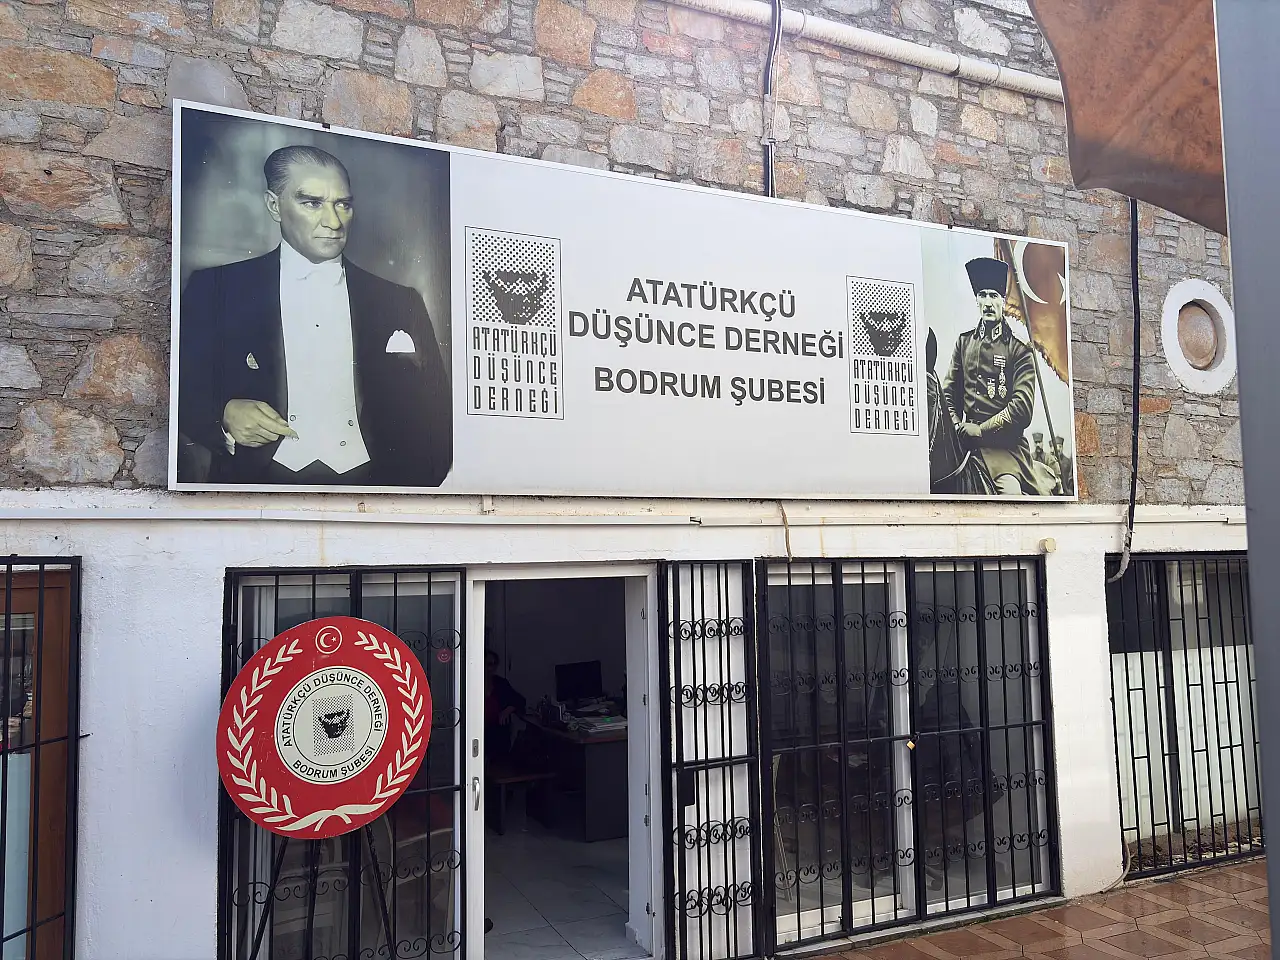 ATATÜRKÇÜ
DÜŞÜNCE DERNEĞİ
BODRUM ŞUBESİ
ATATÜRKÇÜ
DÜŞÜNCE
DERNEĞİ
ATATÜRKÇÜ
DÜŞÜNCE
DERNEĞİ
ATATÜRKÇÜ DÜŞÜNCE DERNEĞİ
BODRUM ŞUBESİ